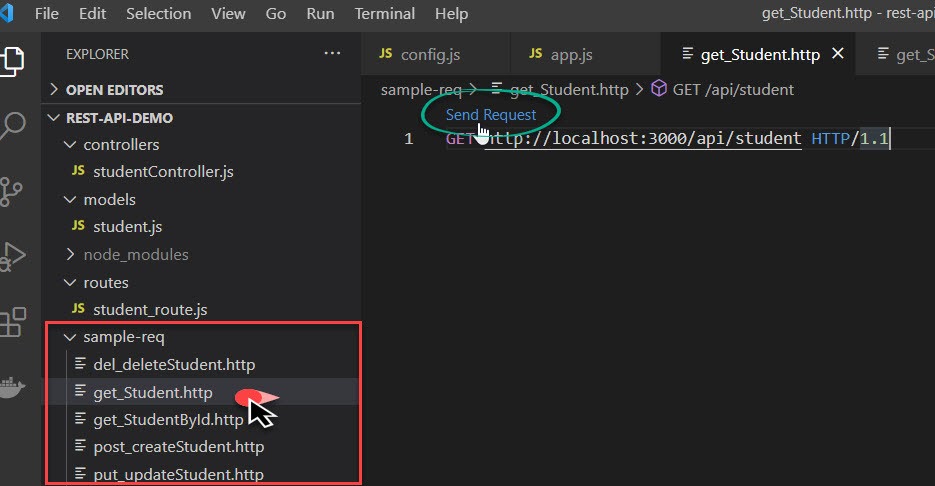 File Edit Selection View Go Run Terminal Help get_Student.http - rest-api
EXPLORER ... JS config.js JS app.js get_Student.http get_S
OPEN EDITORS
sample-req > get_Student.http > GET /api/student
REST-API-DEMO
Send Request
1 GET http://localhost:3000/api/student HTTP/1.1
controllers
JS studentController.js
models
JS student.js
node_modules
routes
JS student_route.js
sample-req
del_deleteStudent.http
get_Student.http
get_StudentById.http
post_createStudent.http
put_updateStudent.http